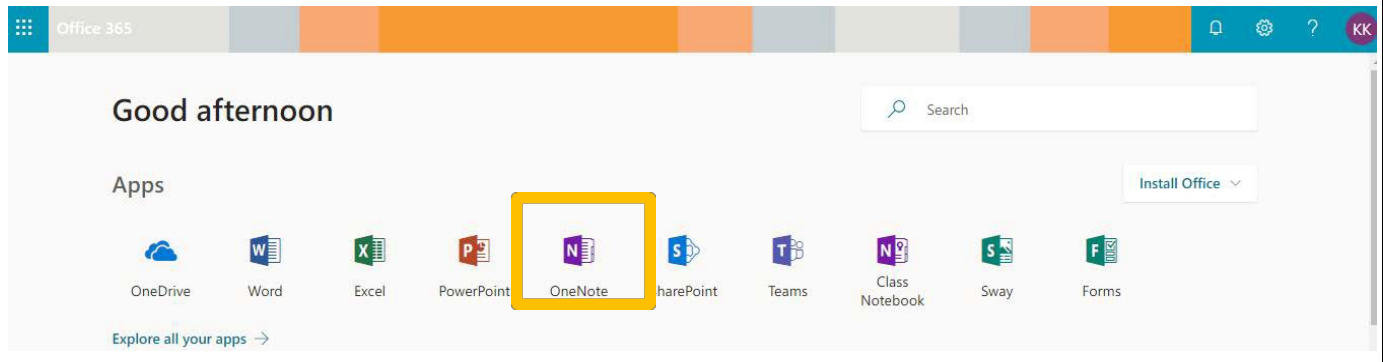 Office 365
? KK
Good afternoon
Search
Apps
Install Office
OneDrive Word Excel PowerPoint OneNote harePoint Teams Class Notebook Sway Forms
Explore all your apps →